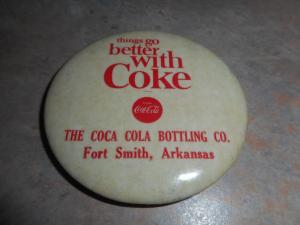 things go
better
with
Coke
Coca-Cola
THE COCA COLA BOTTLING CO.
Fort Smith, Arkansas